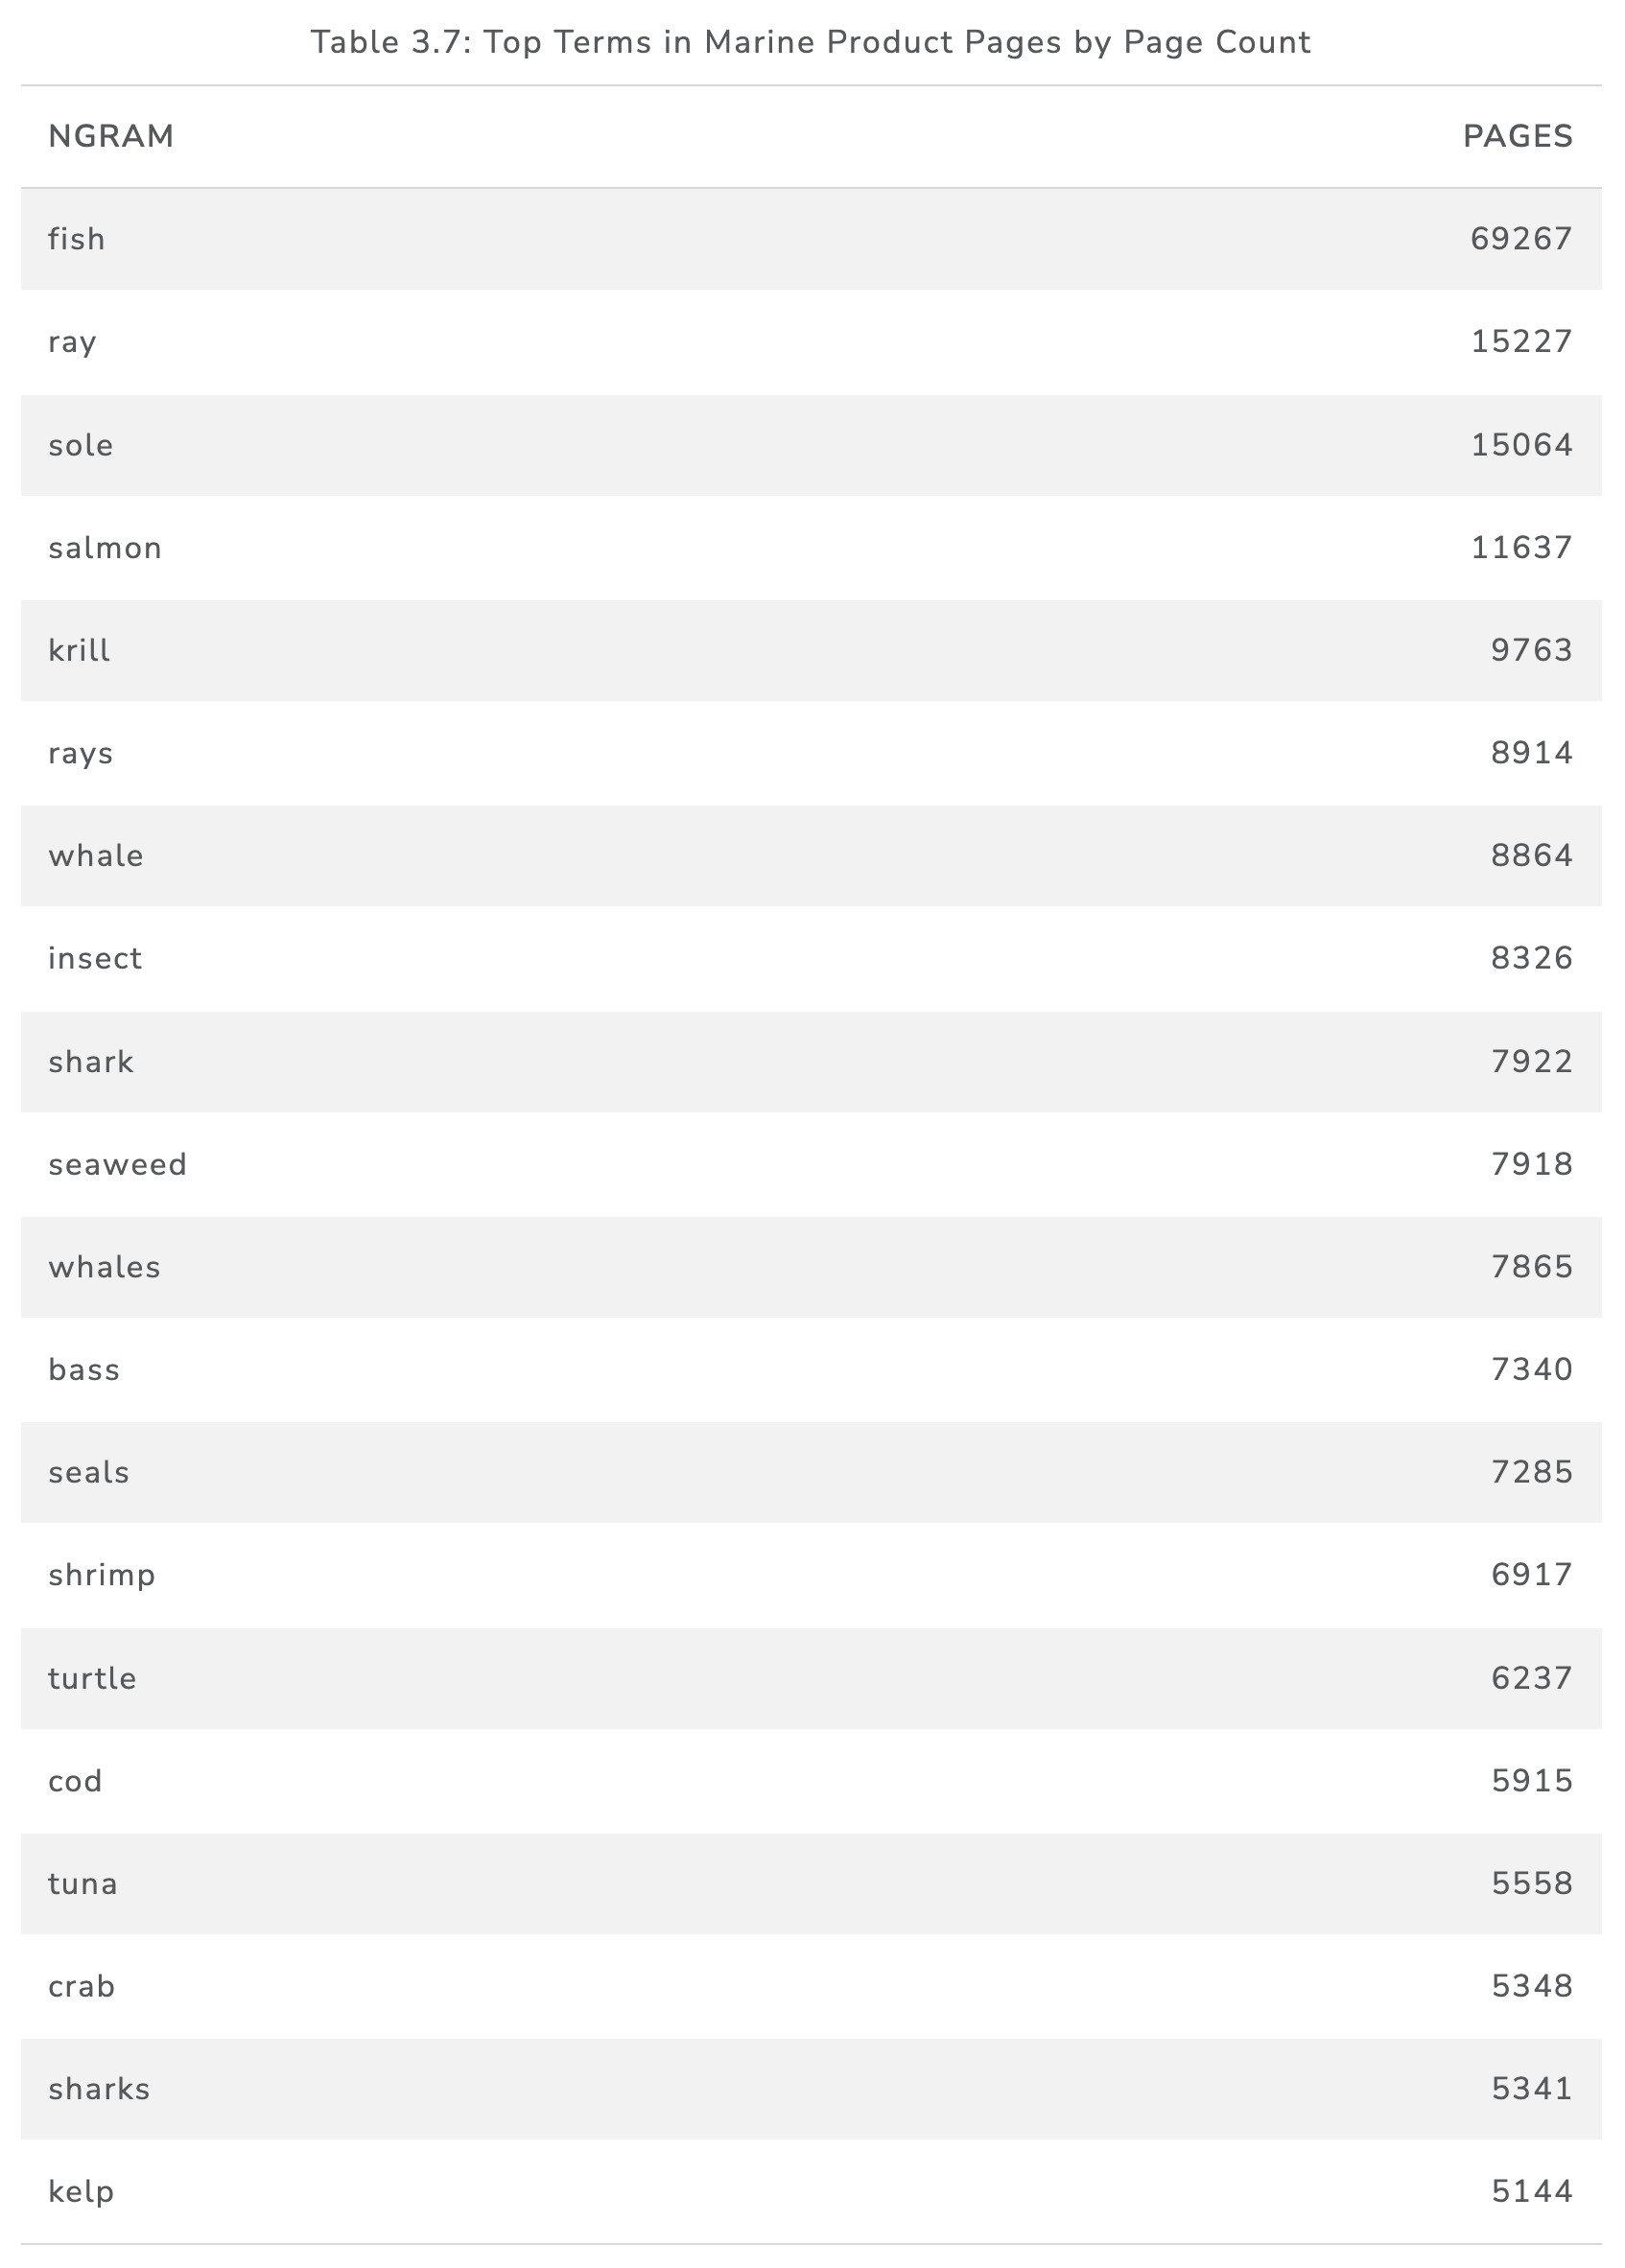 Table 3.7: Top Terms in Marine Product Pages by Page Count
NGRAM PAGES
fish 69267
ray 15227
sole 15064
salmon 11637
krill 9763
rays 8914
whale 8864
insect 8326
shark 7922
seaweed 7918
whales 7865
bass 7340
seals 7285
shrimp 6917
turtle 6237
cod 5915
tuna 5558
crab 5348
sharks 5341
kelp 5144